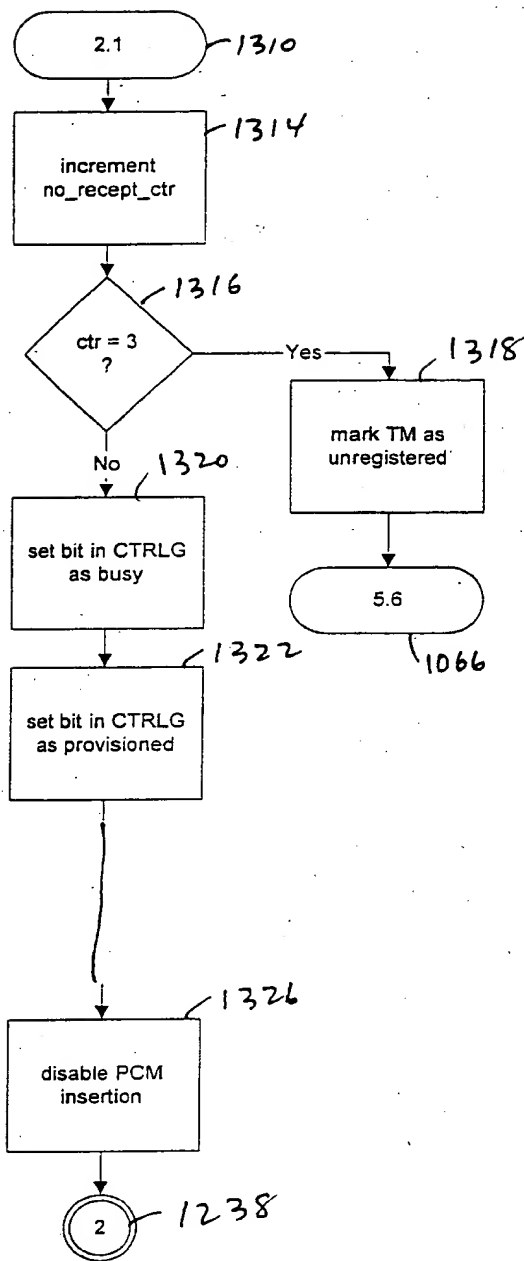 2.1
1310
1314
increment
no_recept_ctr
1316
ctr = 3
?
Yes
1318
mark TM as
unregistered
No
1320
set bit in CTRLG
as busy
5.6
1066
1322
set bit in CTRLG
as provisioned
1326
disable PCM
insertion
2
1238